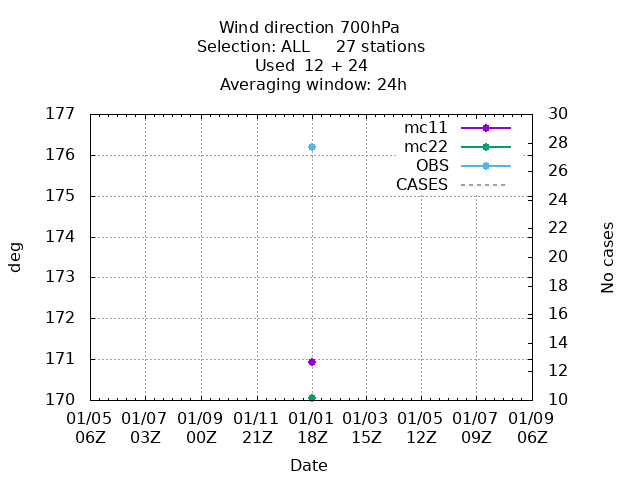 Wind direction 700hPa
Selection: ALL     27 stations
Used  12 + 24
Averaging window: 24h
177
176
175
174
173
172
171
170
deg
30
28
26
24
22
20
18
16
14
12
10
No cases
mc11
mc22
OBS
CASES
01/05 01/07 01/09 01/11 01/01 01/03 01/05 01/07 01/09
06Z 03Z 00Z 21Z 18Z 15Z 12Z 09Z 06Z
Date